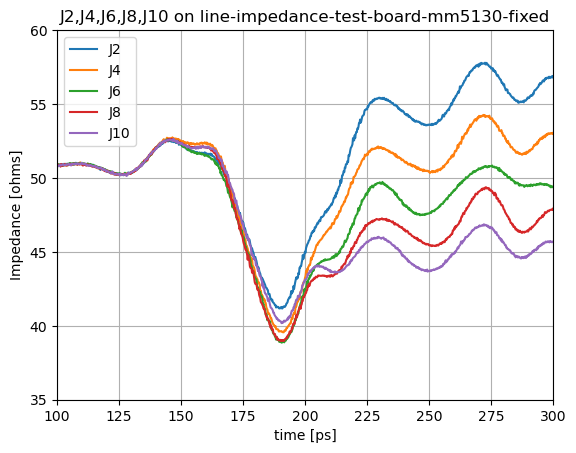 J2,J4,J6,J8,J10 on line-impedance-test-board-mm5130-fixed
J2
J4
J6
J8
J10
Impedance [ohms]
60
55
50
45
40
35
100
125
150
175
200
225
250
275
300
time [ps]